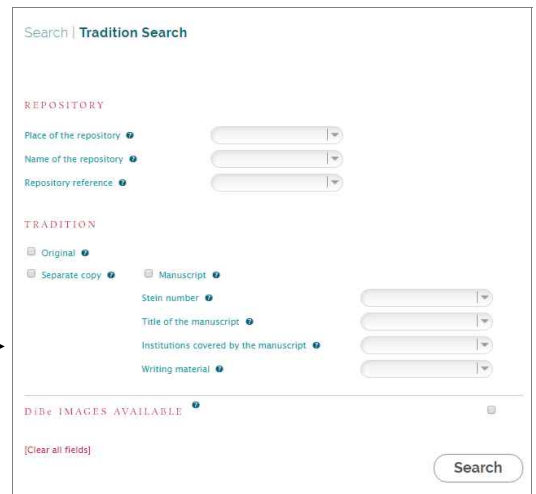 Search | Tradition Search
REPOSITORY
Place of the repository ?
Name of the repository ?
Repository reference ?
TRADITION
Original ?
Separate copy ? Manuscript ?
Stein number ?
Title of the manuscript ?
Institutions covered by the manuscript ?
Writing material ?
DiBe IMAGES AVAILABLE ?
[Clear all fields]
Search